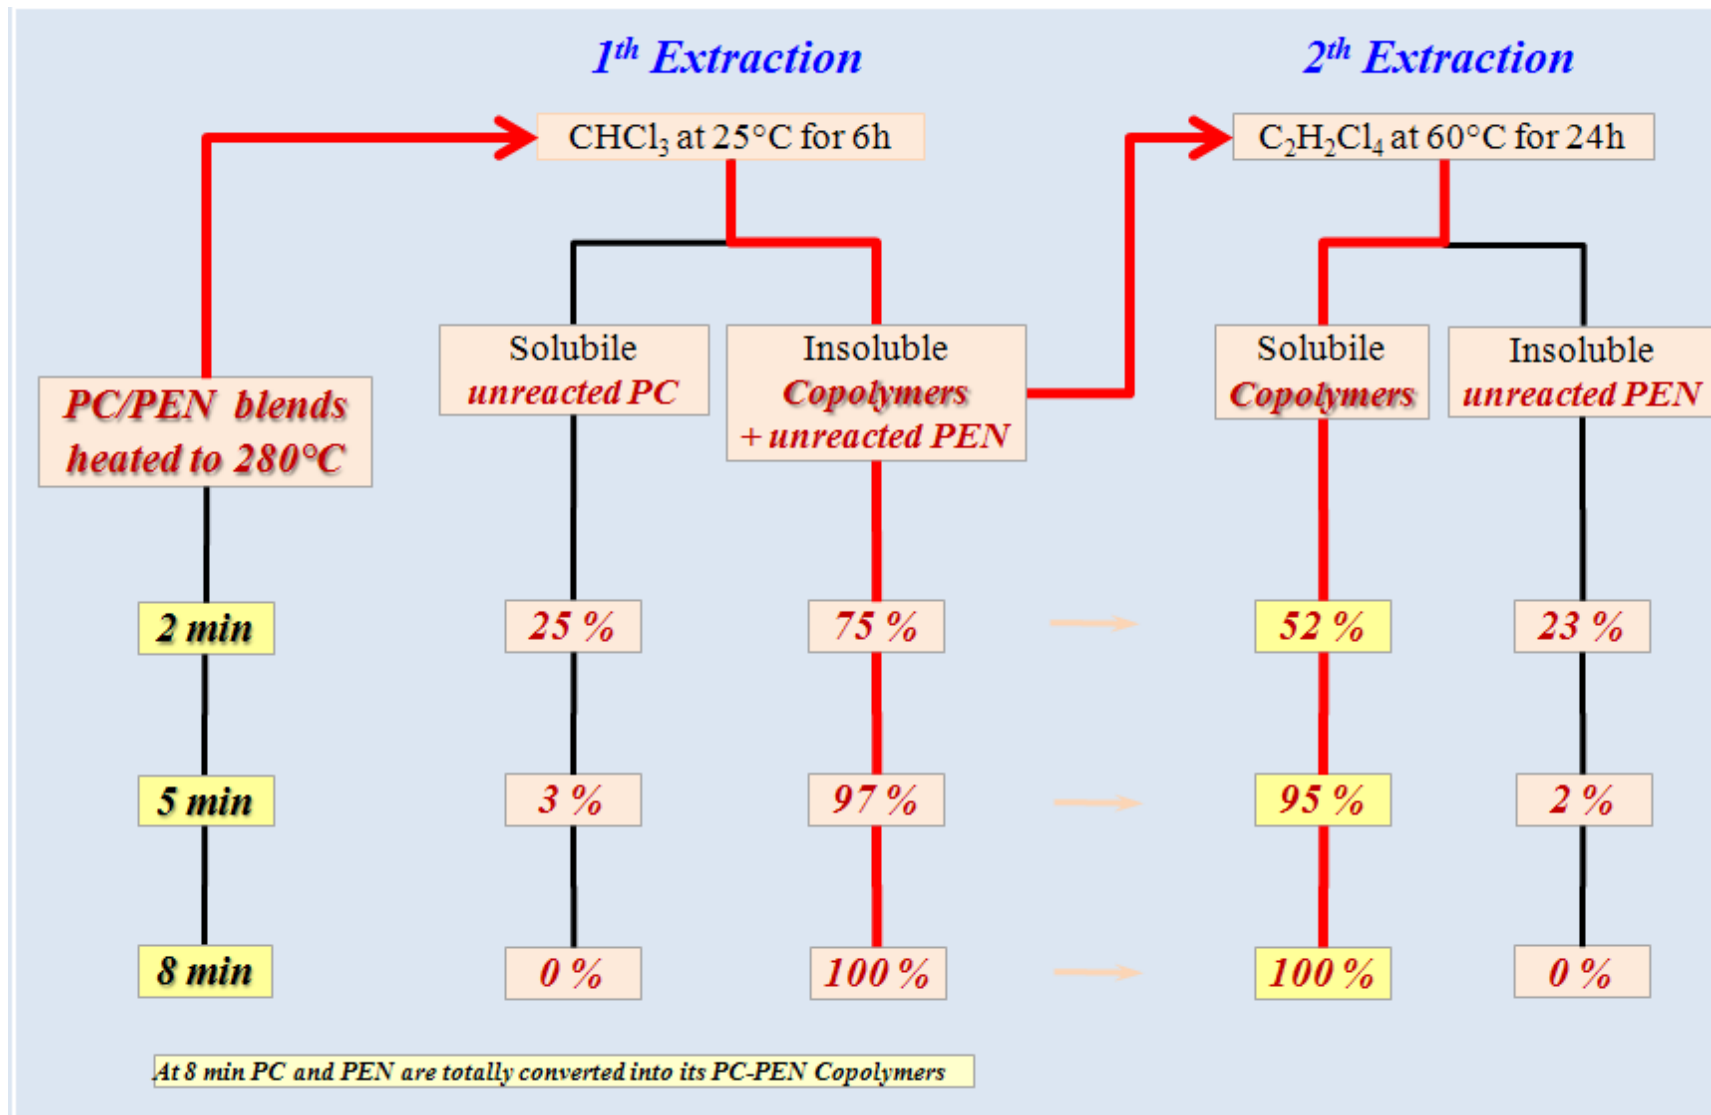 1th Extraction
2th Extraction
CHCl3 at 25°C for 6h
C2H2Cl4 at 60°C for 24h
PC/PEN blends
heated to 280°C
Solubile
unreacted PC
Insoluble
Copolymers
+ unreacted PEN
Solubile
Copolymers
Insoluble
unreacted PEN
2 min
25 %
75 %
52 %
23 %
5 min
3 %
97 %
95 %
2 %
8 min
0 %
100 %
100 %
0 %
At 8 min PC and PEN are totally converted into its PC-PEN Copolymers